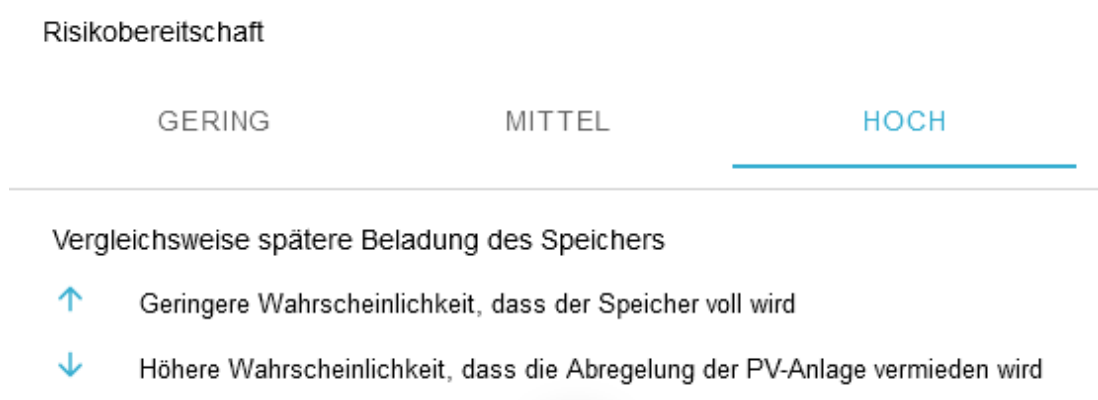 Risikobereitschaft
GERING MITTEL HOCH
Vergleichsweise spätere Beladung des Speichers
Geringere Wahrscheinlichkeit, dass der Speicher voll wird
Höhere Wahrscheinlichkeit, dass die Abregelung der PV-Anlage vermieden wird